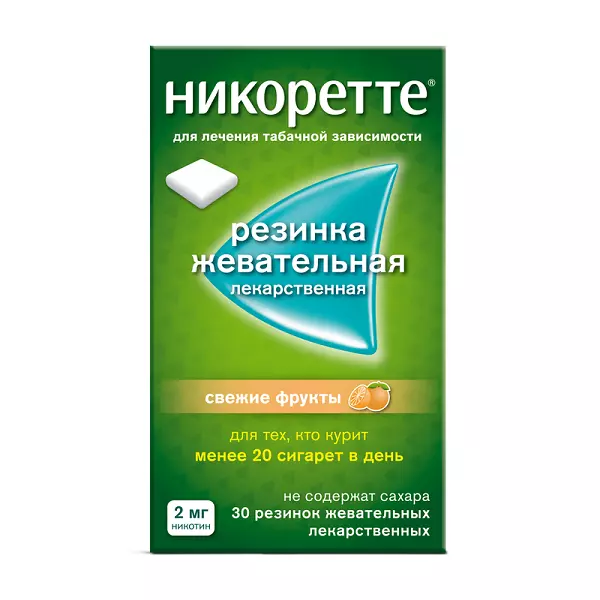 НИКОРЕТТЕ®
для лечения табачной зависимости
резинка
жевательная
лекарственная
свежие фрукты
для тех, кто курит
менее 20 сигарет в день
2 мг
никотин
не содержат сахара
30 резинок жевательных
лекарственных